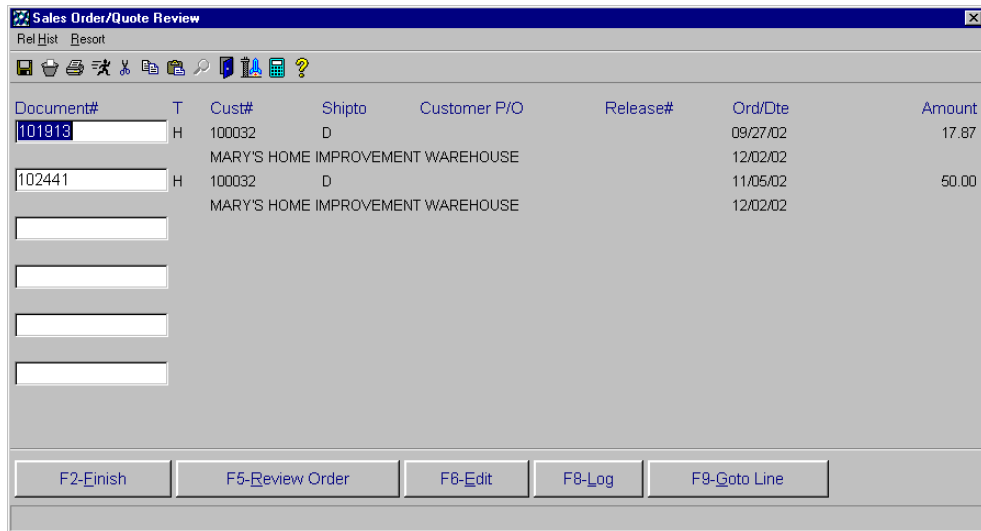 Sales Order/Quote Review
Rel Hist Resort
Document# T Cust# Shipto Customer P/O Release# Ord/Dte Amount
101913 H 100032 D 09/27/02 17.87
MARY'S HOME IMPROVEMENT WAREHOUSE 12/02/02
102441 H 100032 D 11/05/02 50.00
MARY'S HOME IMPROVEMENT WAREHOUSE 12/02/02
F2-Finish F5-Review Order F6-Edit F8-Log F9-Goto Line